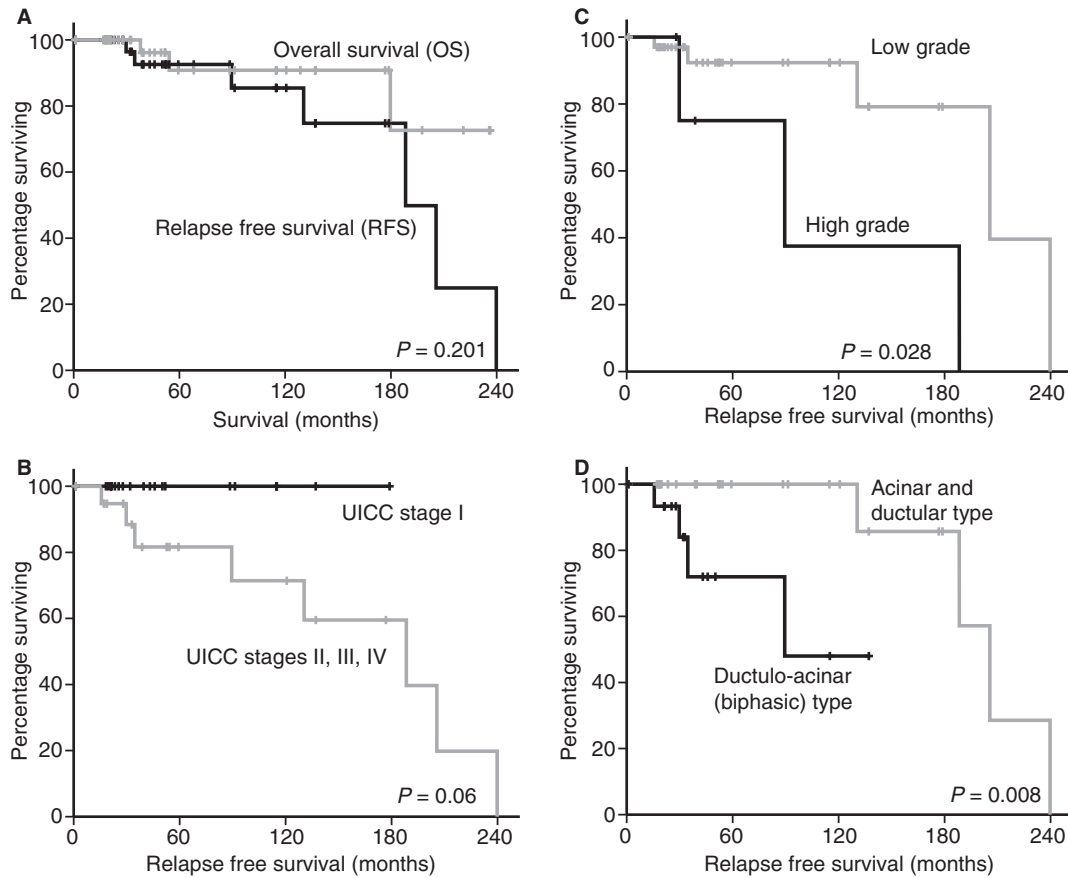 A
100
80
60
40
20
0
Percentage surviving
Overall survival (OS)
Relapse free survival (RFS)
P = 0.201
0 60 120 180 240
Survival (months)
B
100
80
60
40
20
0
Percentage surviving
UICC stage I
UICC stages II, III, IV
P = 0.06
0 60 120 180 240
Relapse free survival (months)
C
100
80
60
40
20
0
Percentage surviving
Low grade
High grade
P = 0.028
0 60 120 180 240
Relapse free survival (months)
D
100
80
60
40
20
0
Percentage surviving
Acinar and
ductular type
Ductulo-acinar
(biphasic) type
P = 0.008
0 60 120 180 240
Relapse free survival (months)